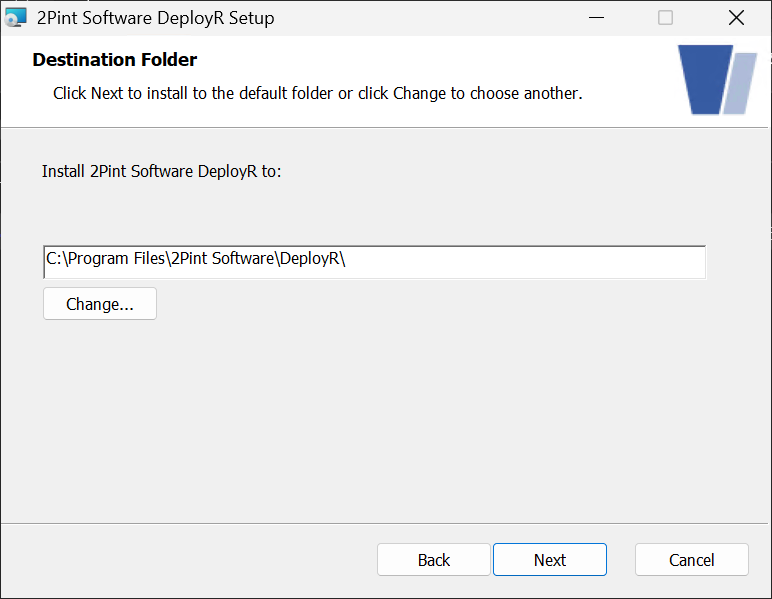 2Pint Software DeployR Setup
Destination Folder
Click Next to install to the default folder or click Change to choose another.
Install 2Pint Software DeployR to:
C:\Program Files\2Pint Software\DeployR\
Change...
Back Next Cancel